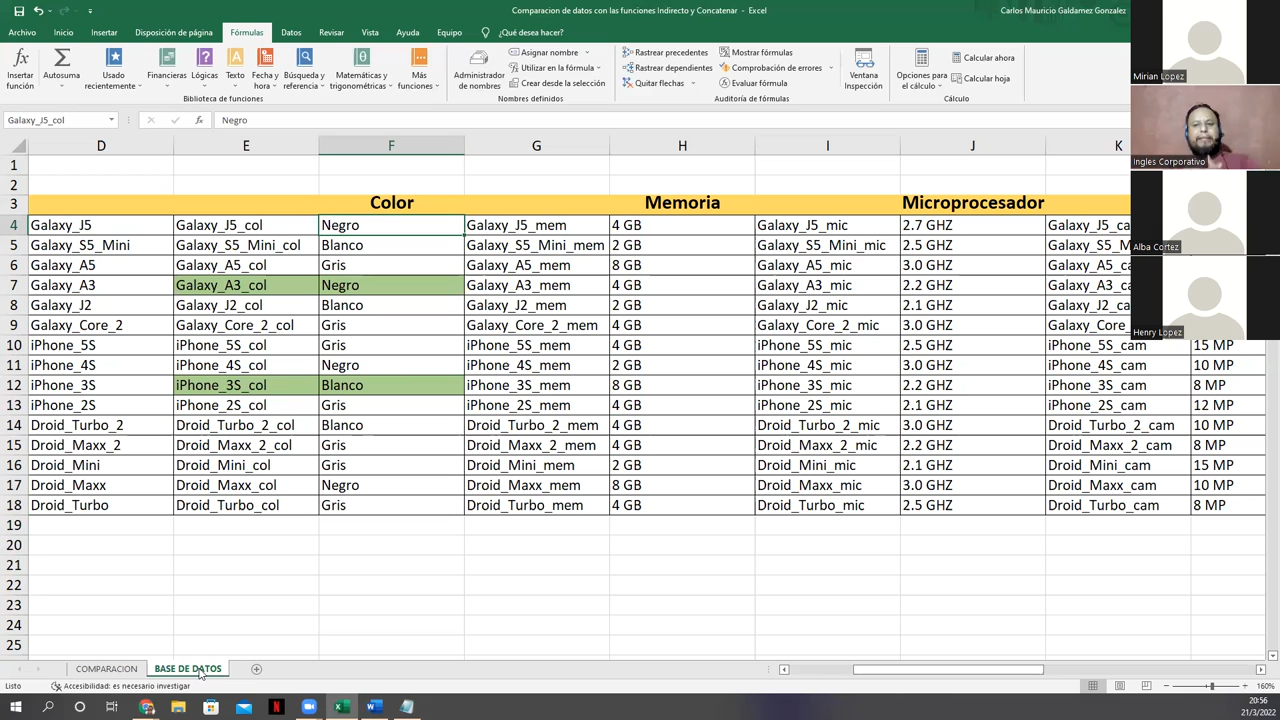 Comparacion de datos con las funciones Indirecto y Concatenar - Excel
Carlos Mauricio Galdamez Gonzalez
Archivo Inicio Insertar Disposición de página Fórmulas Datos Revisar Vista Ayuda Equipo ¿Qué desea hacer?
Insertar función
Autosuma
Usado recientemente
Financieras
Lógicas
Texto
Fecha y hora
Búsqueda y referencia
Matemáticas y trigonométricas
Más funciones
Biblioteca de funciones
Administrador de nombres
Asignar nombre
Utilizar en la fórmula
Crear desde la selección
Nombres definidos
Rastrear precedentes
Rastrear dependientes
Quitar flechas
Mostrar fórmulas
Comprobación de errores
Evaluar fórmula
Auditoría de fórmulas
Ventana Inspección
Opciones para el cálculo
Calcular ahora
Calcular hoja
Cálculo
Galaxy_J5_col fx Negro
D E F G H I J K
1
2
3 Color Memoria Microprocesador
4 Galaxy_J5 Galaxy_J5_col Negro Galaxy_J5_mem 4 GB Galaxy_J5_mic 2.7 GHZ Galaxy_J5_ca
5 Galaxy_S5_Mini Galaxy_S5_Mini_col Blanco Galaxy_S5_Mini_mem 2 GB Galaxy_S5_Mini_mic 2.5 GHZ Galaxy_S5_M
6 Galaxy_A5 Galaxy_A5_col Gris Galaxy_A5_mem 8 GB Galaxy_A5_mic 3.0 GHZ Galaxy_A5_ca
7 Galaxy_A3 Galaxy_A3_col Negro Galaxy_A3_mem 4 GB Galaxy_A3_mic 2.2 GHZ Galaxy_A3_ca
8 Galaxy_J2 Galaxy_J2_col Blanco Galaxy_J2_mem 2 GB Galaxy_J2_mic 2.1 GHZ Galaxy_J2_ca
9 Galaxy_Core_2 Galaxy_Core_2_col Gris Galaxy_Core_2_mem 4 GB Galaxy_Core_2_mic 3.0 GHZ Galaxy_Core_
10 iPhone_5S iPhone_5S_col Gris iPhone_5S_mem 4 GB iPhone_5S_mic 2.5 GHZ iPhone_5S_cam 15 MP
11 iPhone_4S iPhone_4S_col Negro iPhone_4S_mem 2 GB iPhone_4S_mic 3.0 GHZ iPhone_4S_cam 10 MP
12 iPhone_3S iPhone_3S_col Blanco iPhone_3S_mem 8 GB iPhone_3S_mic 2.2 GHZ iPhone_3S_cam 8 MP
13 iPhone_2S iPhone_2S_col Gris iPhone_2S_mem 4 GB iPhone_2S_mic 2.1 GHZ iPhone_2S_cam 12 MP
14 Droid_Turbo_2 Droid_Turbo_2_col Blanco Droid_Turbo_2_mem 4 GB Droid_Turbo_2_mic 3.0 GHZ Droid_Turbo_2_cam 10 MP
15 Droid_Maxx_2 Droid_Maxx_2_col Gris Droid_Maxx_2_mem 4 GB Droid_Maxx_2_mic 2.2 GHZ Droid_Maxx_2_cam 8 MP
16 Droid_Mini Droid_Mini_col Gris Droid_Mini_mem 2 GB Droid_Mini_mic 2.1 GHZ Droid_Mini_cam 15 MP
17 Droid_Maxx Droid_Maxx_col Negro Droid_Maxx_mem 8 GB Droid_Maxx_mic 3.0 GHZ Droid_Maxx_cam 10 MP
18 Droid_Turbo Droid_Turbo_col Gris Droid_Turbo_mem 4 GB Droid_Turbo_mic 2.5 GHZ Droid_Turbo_cam 8 MP
19
20
21
22
23
24
25
Mirian Lopez
Ingles Corporativo
Alba Cortez
Henry Lopez
COMPARACION BASE DE DATOS
Listo Accesibilidad: es necesario investigar 160%
20:56
21/3/2022